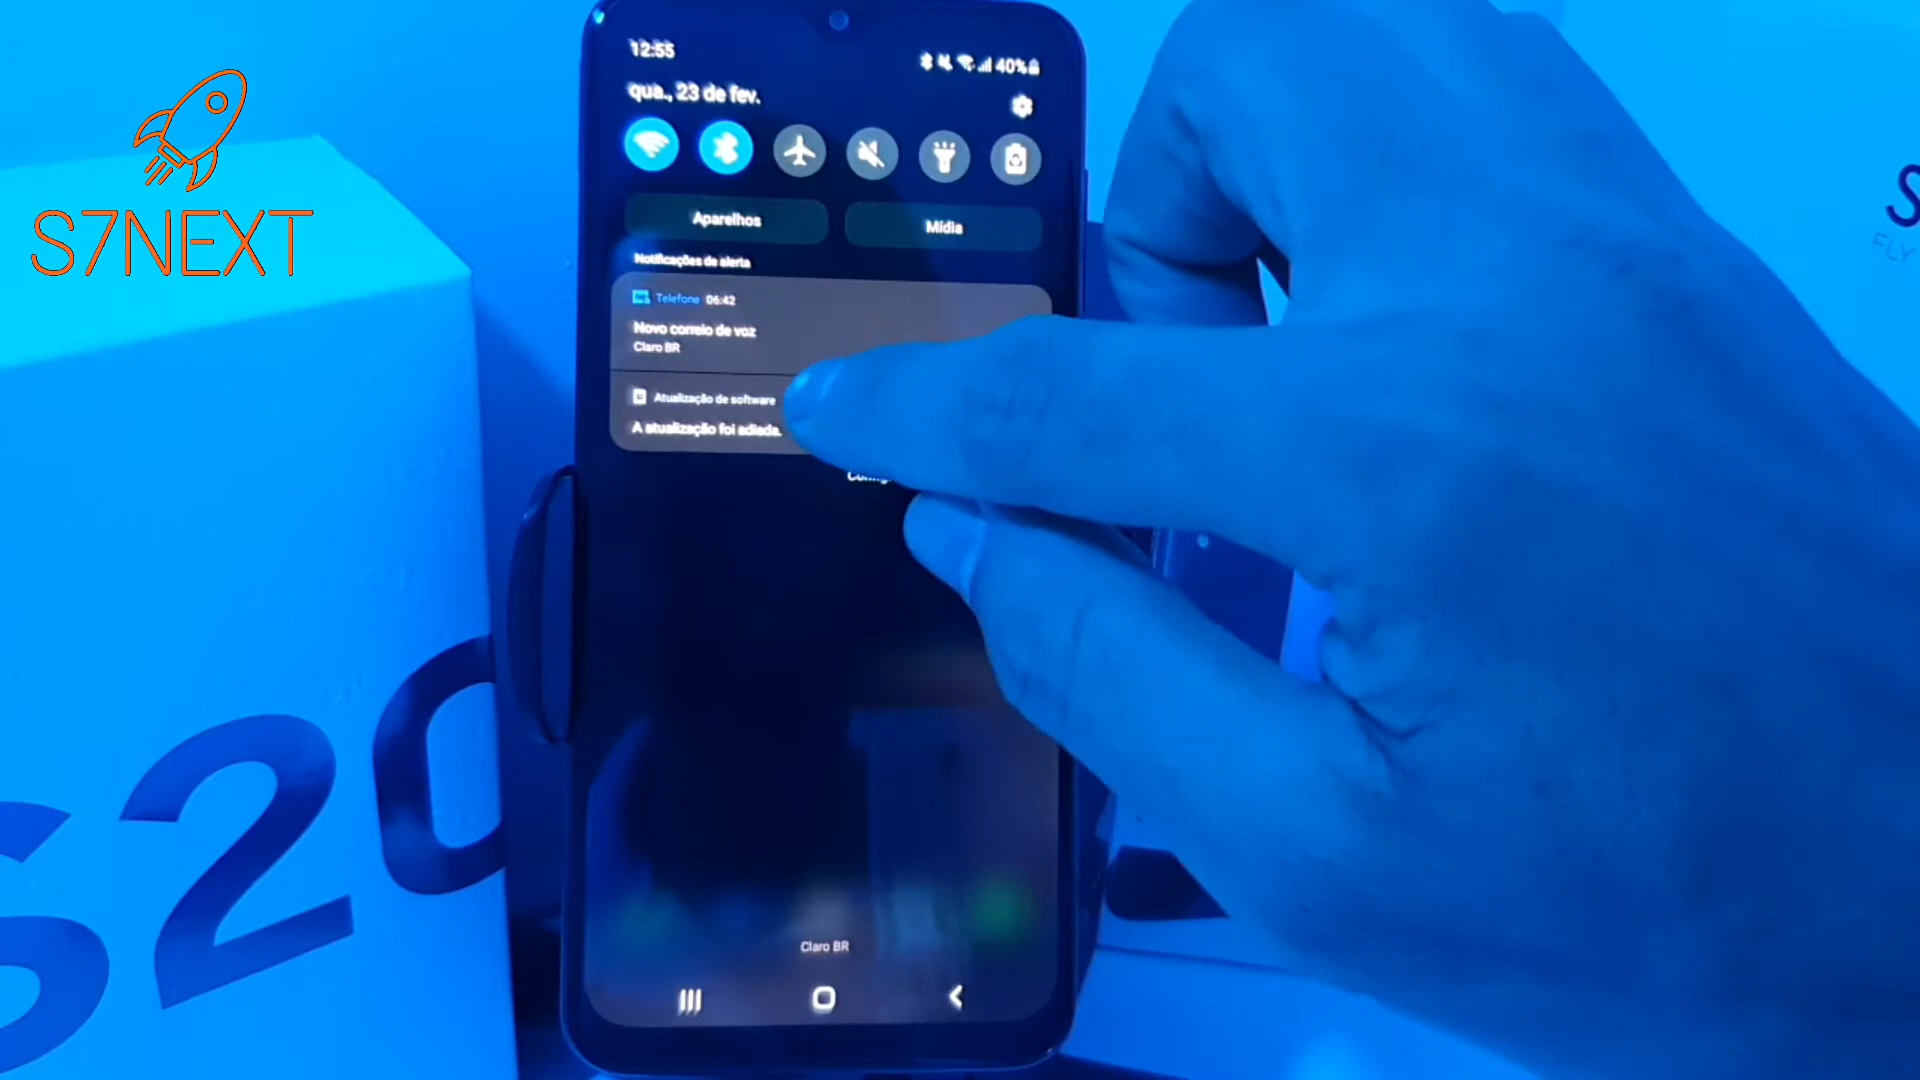 S7NEXT
12:55
40%
qua., 23 de fev.
Aparelhos
Mídia
Notificações de alerta
Telefone 06:42
Novo correio de voz
Claro BR
Atualização de software
A atualização foi adiada.
S20
FLY
Claro BR